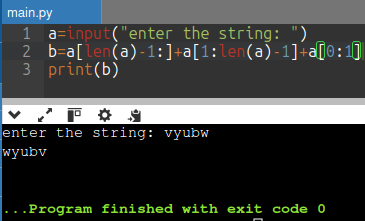 main.py
1 a=input("enter the string: ")
2 b=a[len(a)-1:]+a[1:len(a)-1]+a[0:1]
3 print(b)
enter the string: vyubw
wyubv
...Program finished with exit code 0